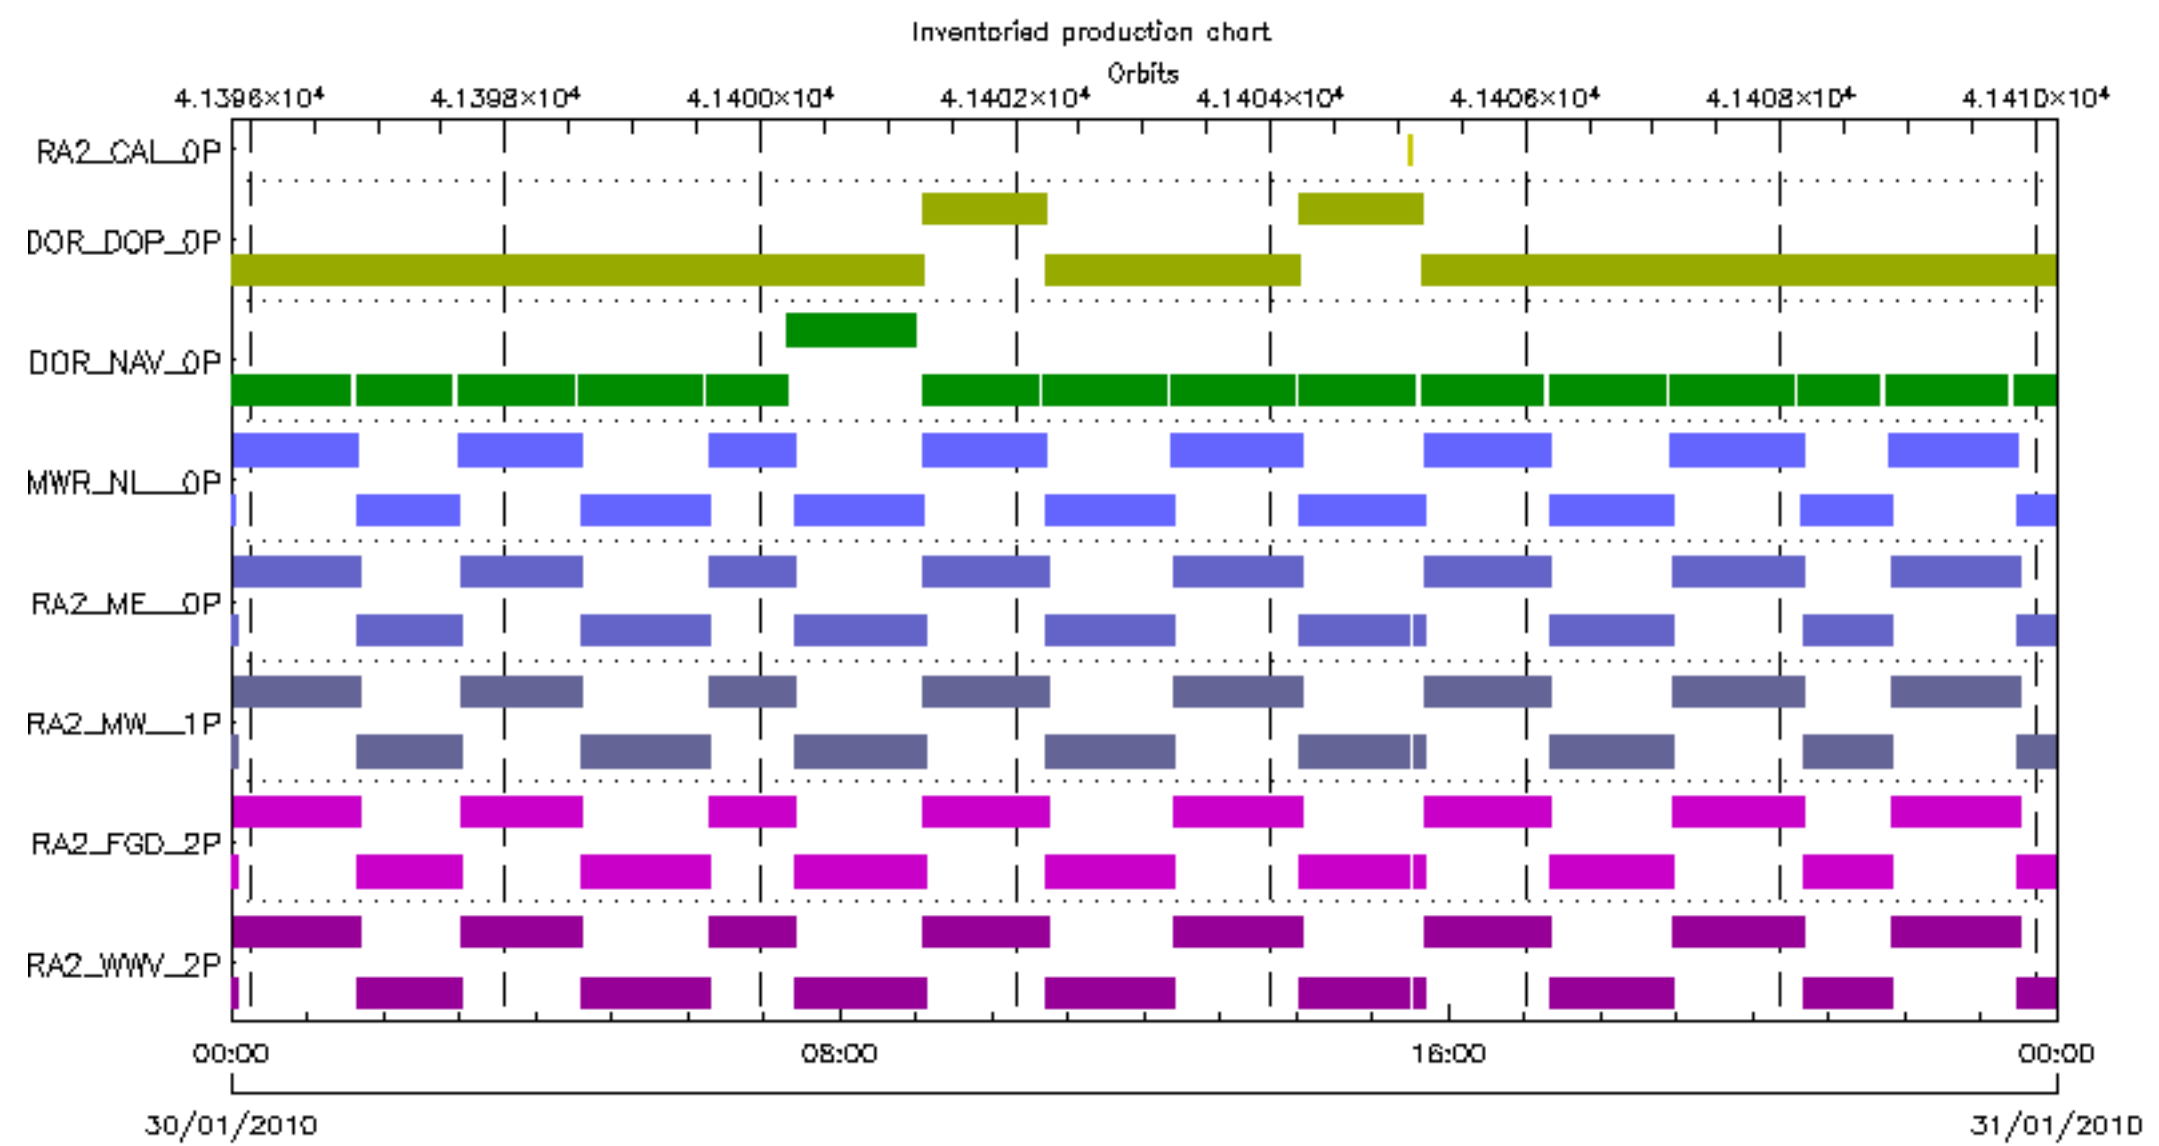 Inventoried production chart
Orbits
4.1396×10⁴ 4.1398×10⁴ 4.1400×10⁴ 4.1402×10⁴ 4.1404×10⁴ 4.1406×10⁴ 4.1408×10⁴ 4.1410×10⁴
RA2_CAL_0P
DOR_DOP_0P
DOR_NAV_0P
MWR_NL__0P
RA2_ME__0P
RA2_MW__1P
RA2_FGD_2P
RA2_WWV_2P
00:00 08:00 16:00 00:00
30/01/2010 31/01/2010